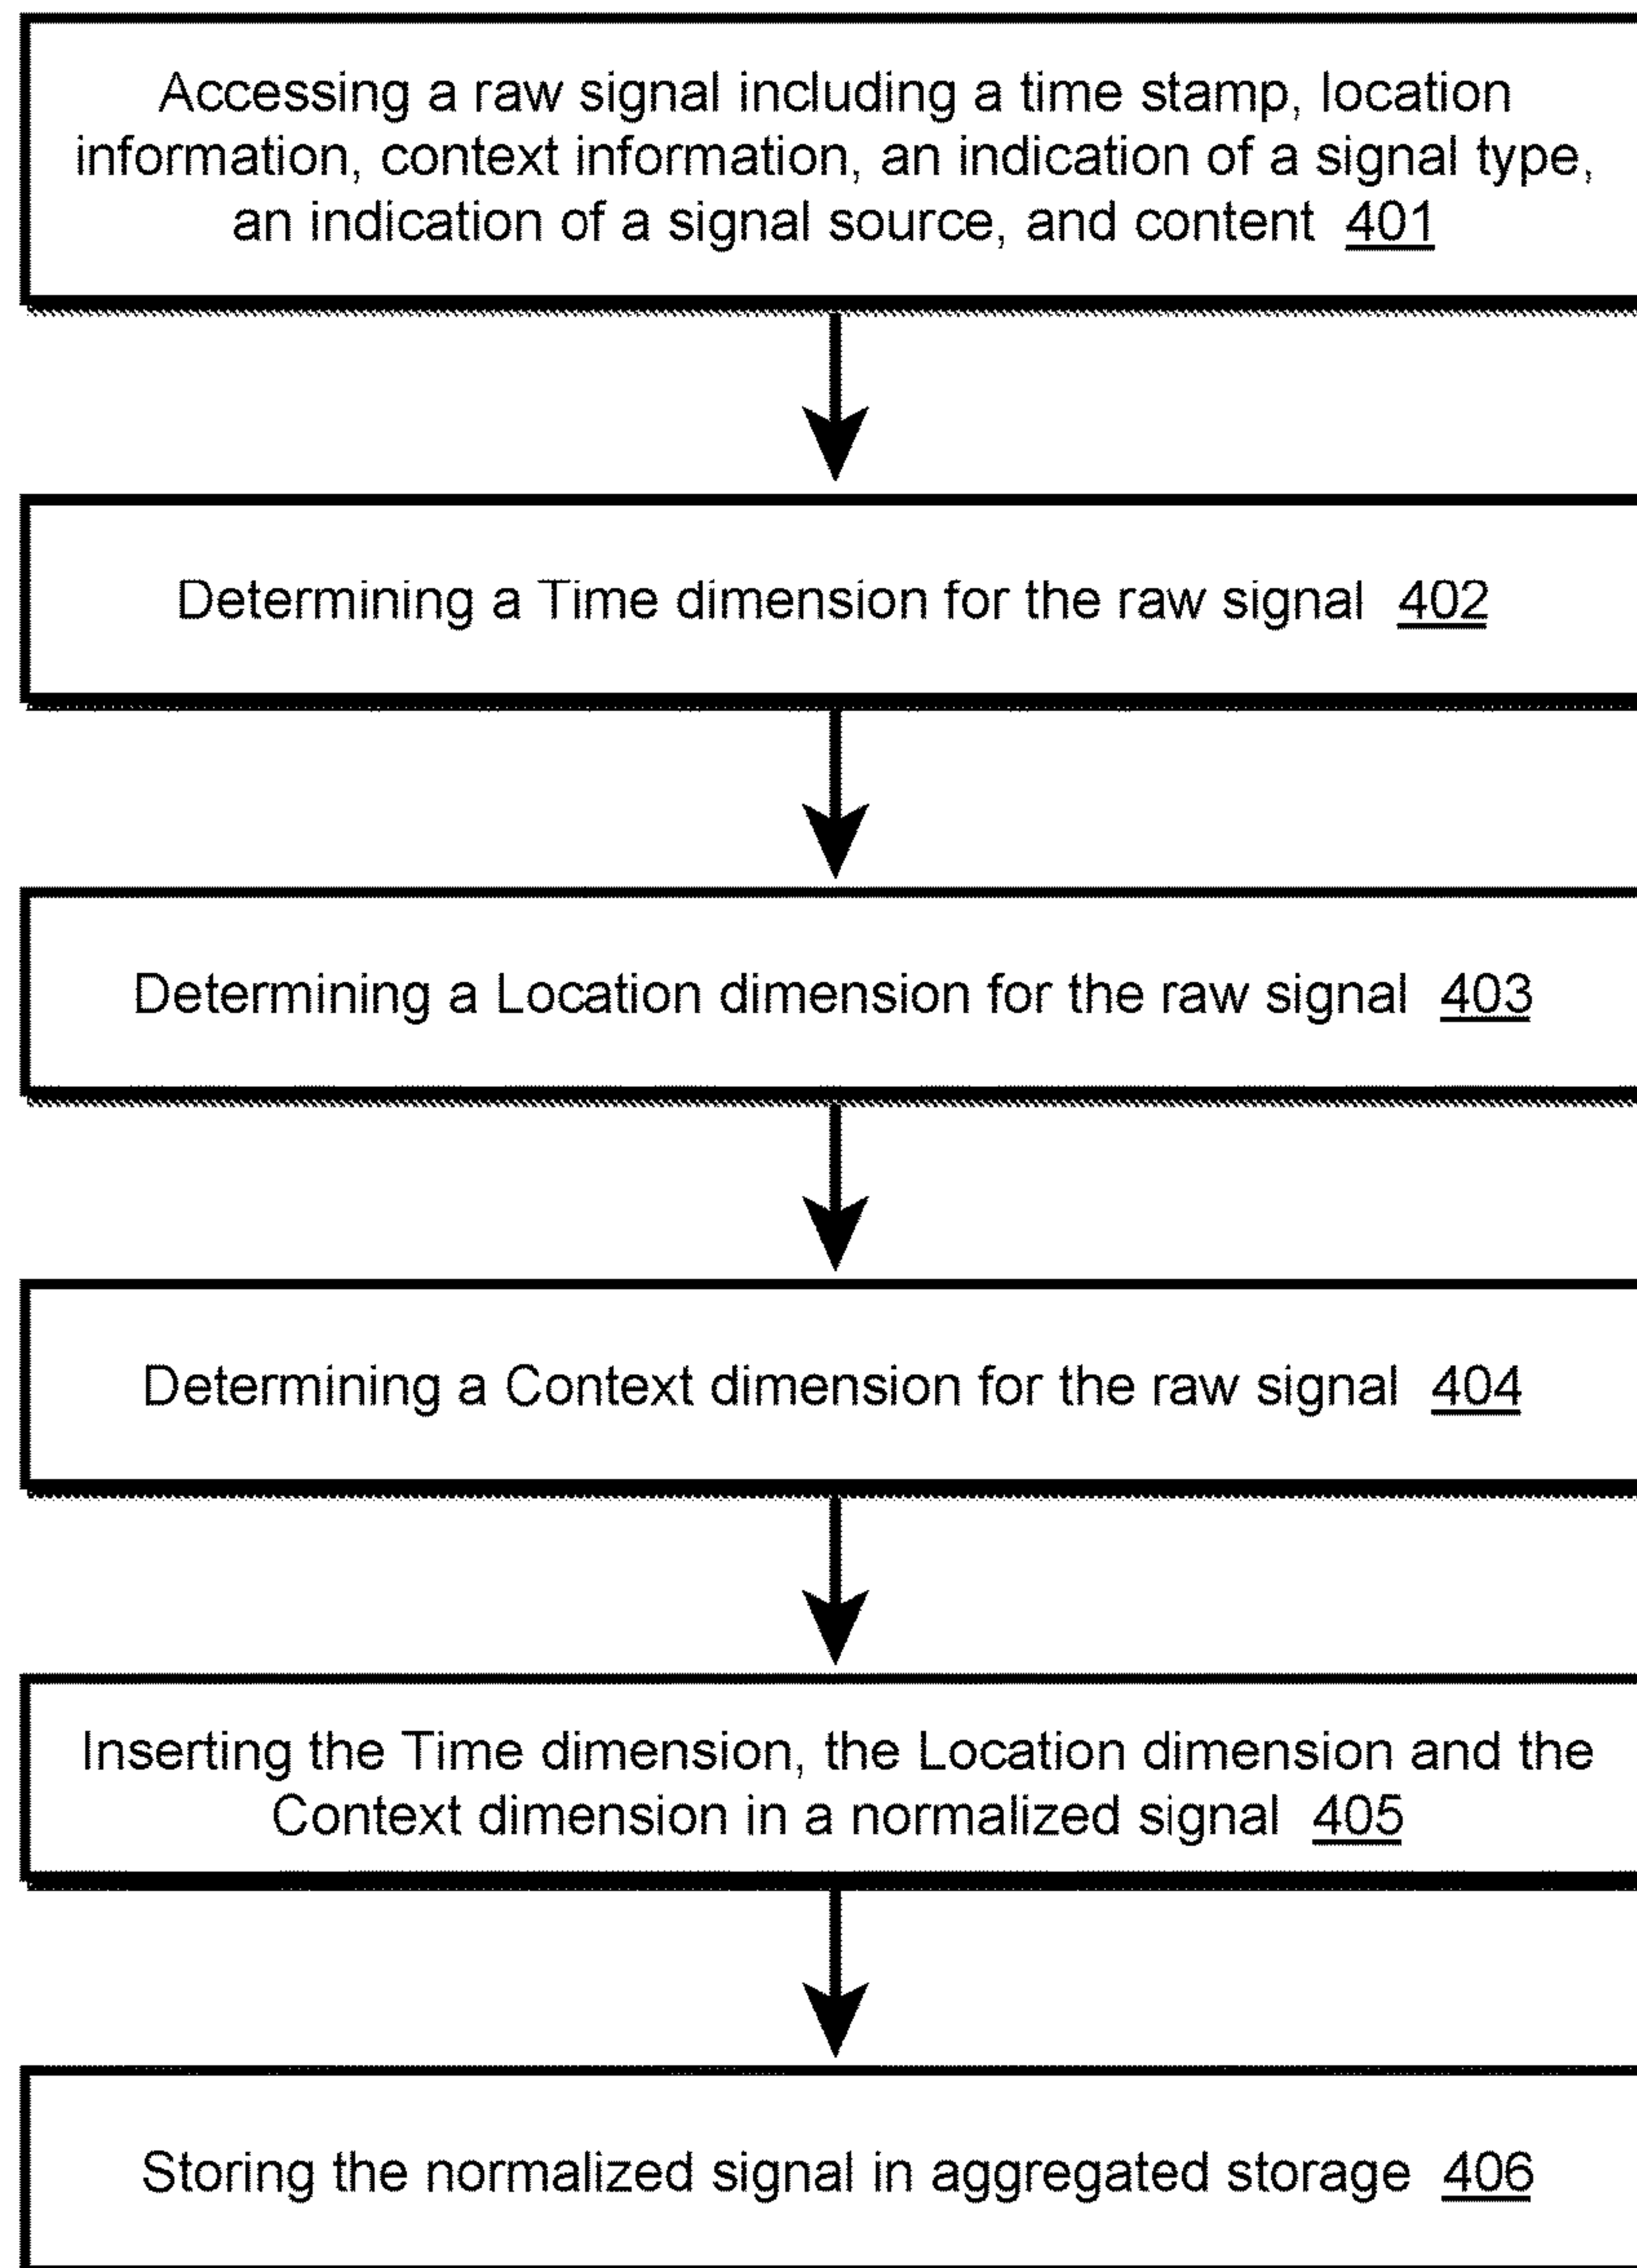 Accessing a raw signal including a time stamp, location
information, context information, an indication of a signal type,
an indication of a signal source, and content 401
Determining a Time dimension for the raw signal 402
Determining a Location dimension for the raw signal 403
Determining a Context dimension for the raw signal 404
Inserting the Time dimension, the Location dimension and the
Context dimension in a normalized signal 405
Storing the normalized signal in aggregated storage 406